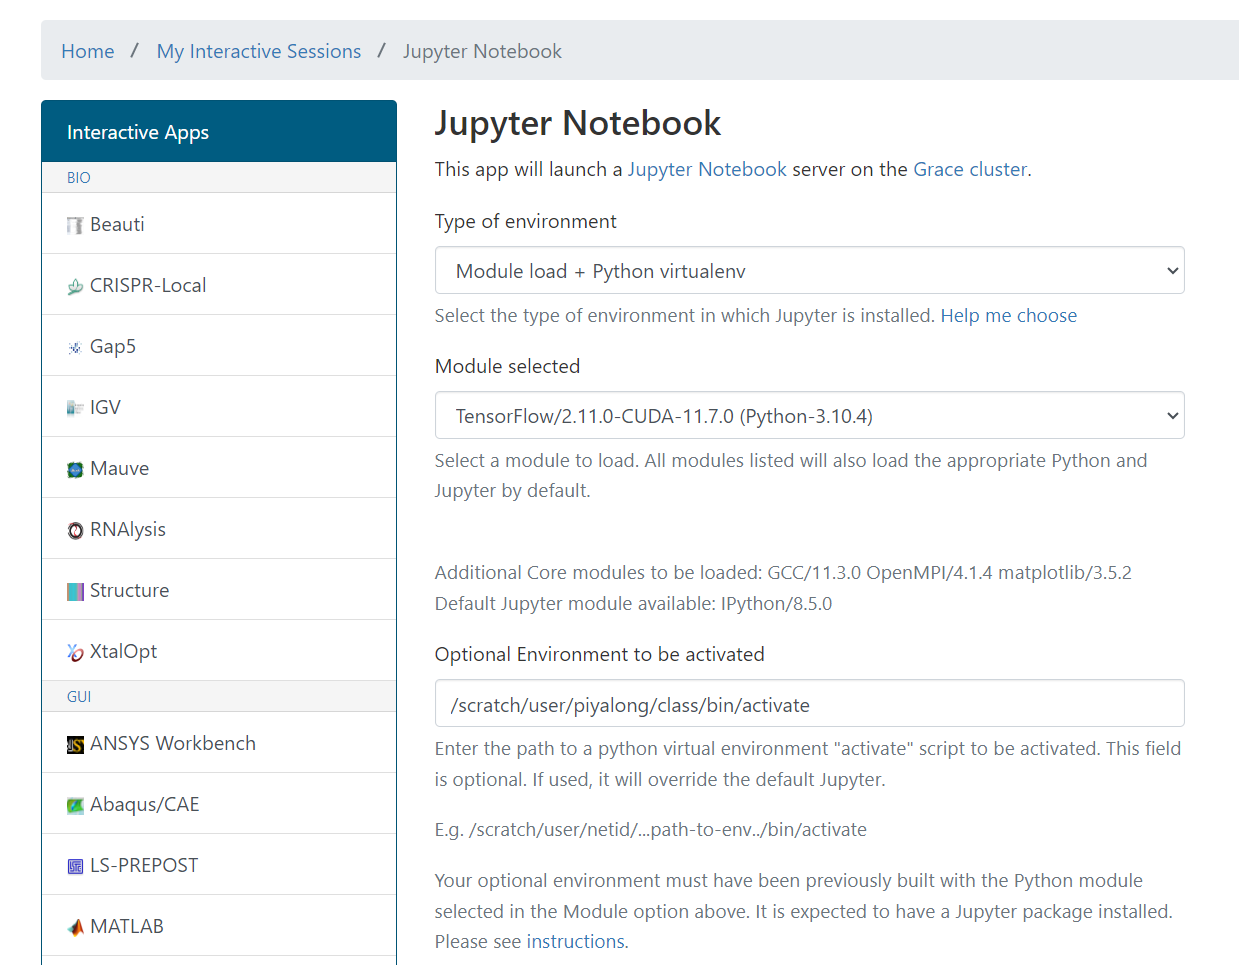 Home / My Interactive Sessions / Jupyter Notebook
Interactive Apps
BIO
Beauti
CRISPR-Local
Gap5
IGV
Mauve
RNAlysis
Structure
XtalOpt
GUI
ANSYS Workbench
Abaqus/CAE
LS-PREPOST
MATLAB
Jupyter Notebook
This app will launch a Jupyter Notebook server on the Grace cluster.
Type of environment
Module load + Python virtualenv
Select the type of environment in which Jupyter is installed. Help me choose
Module selected
TensorFlow/2.11.0-CUDA-11.7.0 (Python-3.10.4)
Select a module to load. All modules listed will also load the appropriate Python and
Jupyter by default.
Additional Core modules to be loaded: GCC/11.3.0 OpenMPI/4.1.4 matplotlib/3.5.2
Default Jupyter module available: IPython/8.5.0
Optional Environment to be activated
/scratch/user/piyalong/class/bin/activate
Enter the path to a python virtual environment "activate" script to be activated. This field
is optional. If used, it will override the default Jupyter.
E.g. /scratch/user/netid/...path-to-env../bin/activate
Your optional environment must have been previously built with the Python module
selected in the Module option above. It is expected to have a Jupyter package installed.
Please see instructions.